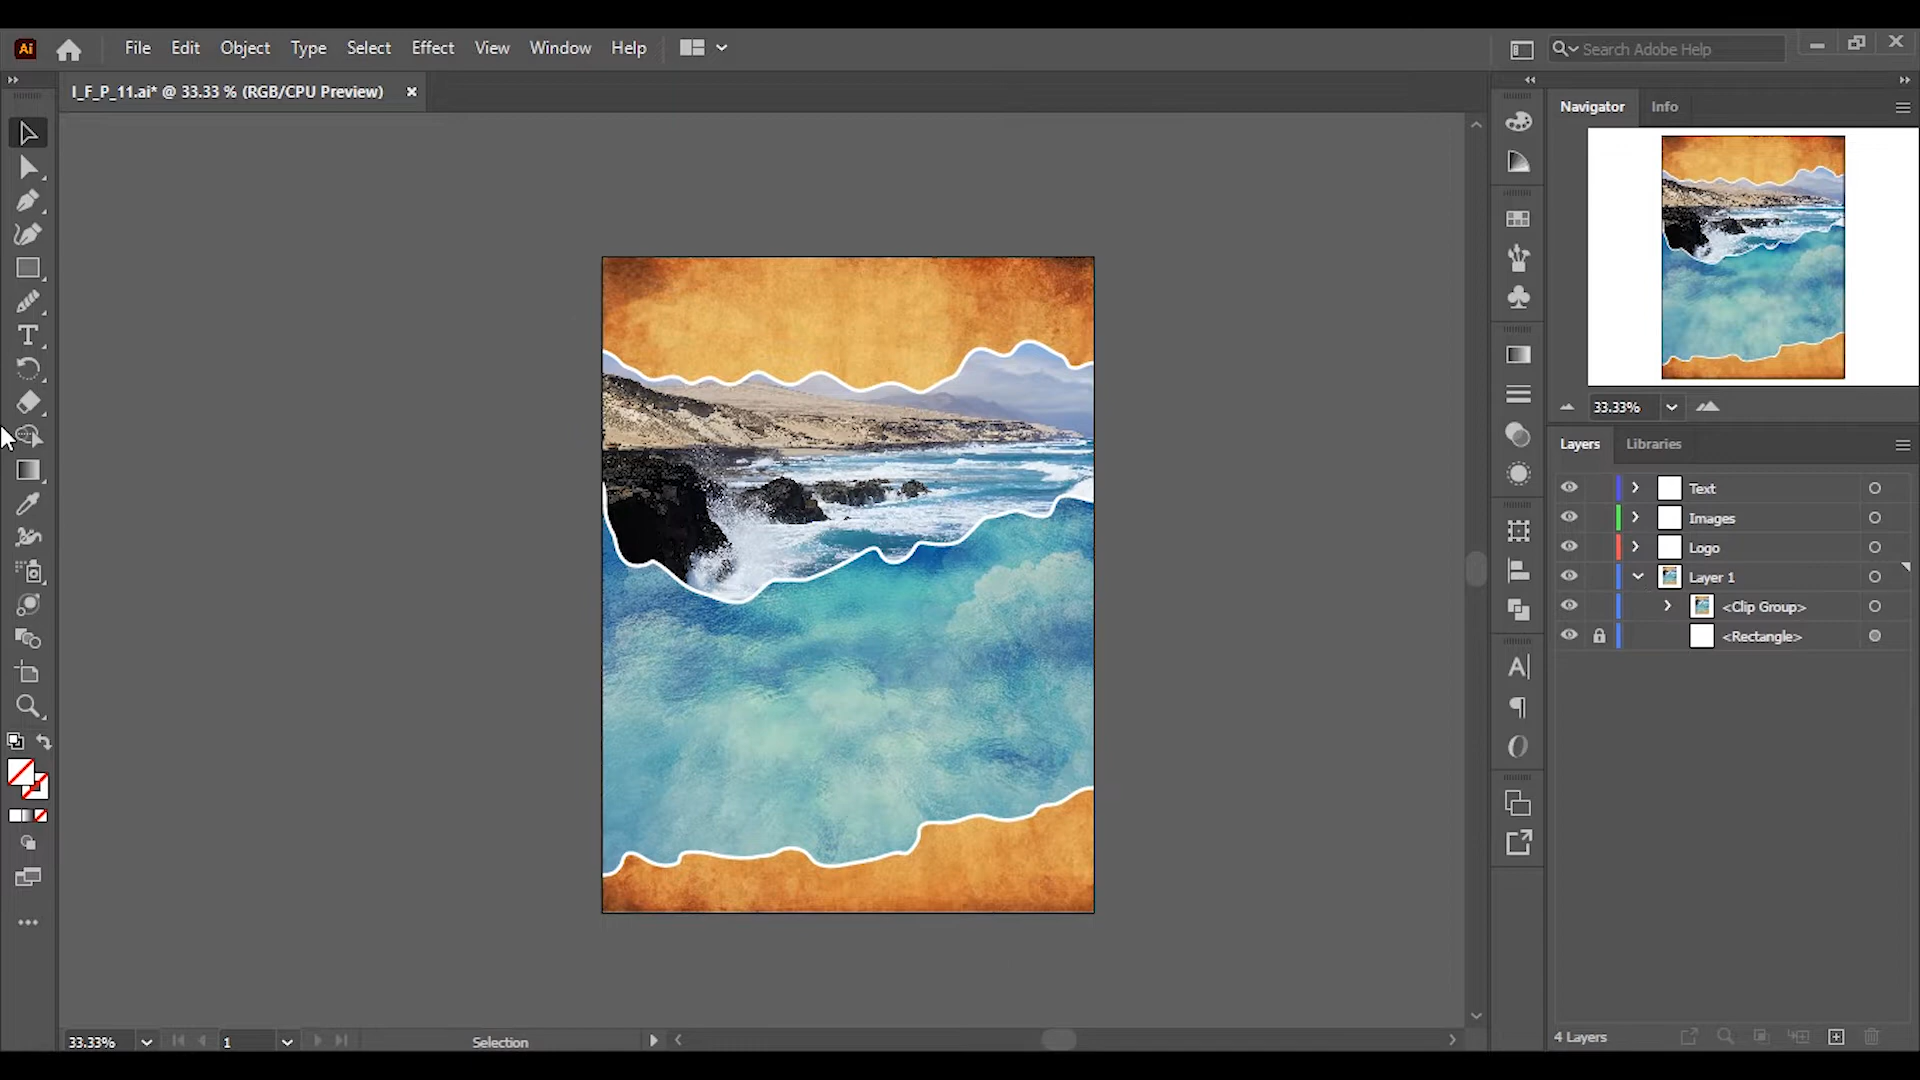 Ai File Edit Object Type Select Effect View Window Help Search Adobe Help
I_F_P_11.ai* @ 33.33 % (RGB/CPU Preview)
Navigator Info
33.33%
Layers Libraries
Text
Images
Logo
Layer 1
<Clip Group>
<Rectangle>
4 Layers
33.33% 1 Selection